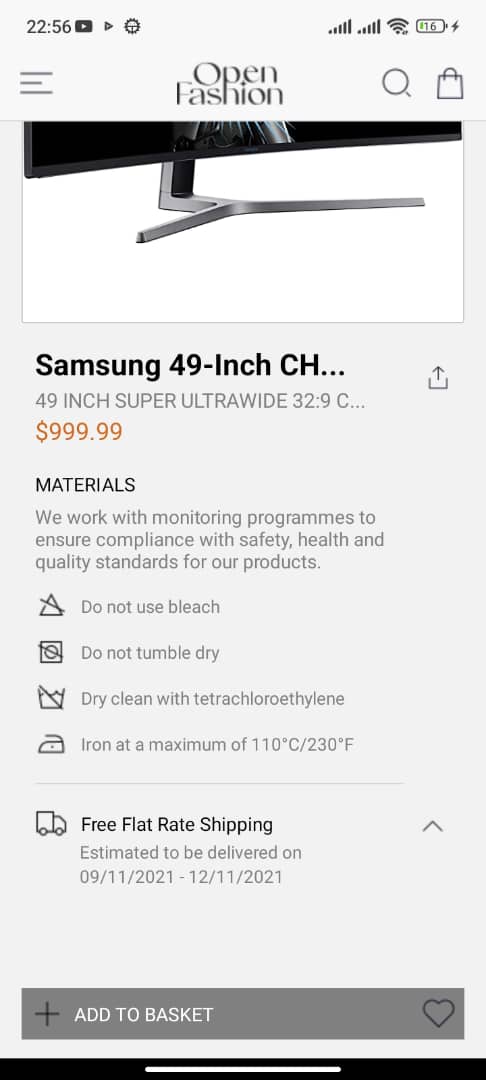 22:56
16
Open
Fashion
Samsung 49-Inch CH...
49 INCH SUPER ULTRAWIDE 32:9 C...
$999.99
MATERIALS
We work with monitoring programmes to
ensure compliance with safety, health and
quality standards for our products.
Do not use bleach
Do not tumble dry
Dry clean with tetrachloroethylene
Iron at a maximum of 110°C/230°F
Free Flat Rate Shipping
Estimated to be delivered on
09/11/2021 - 12/11/2021
ADD TO BASKET